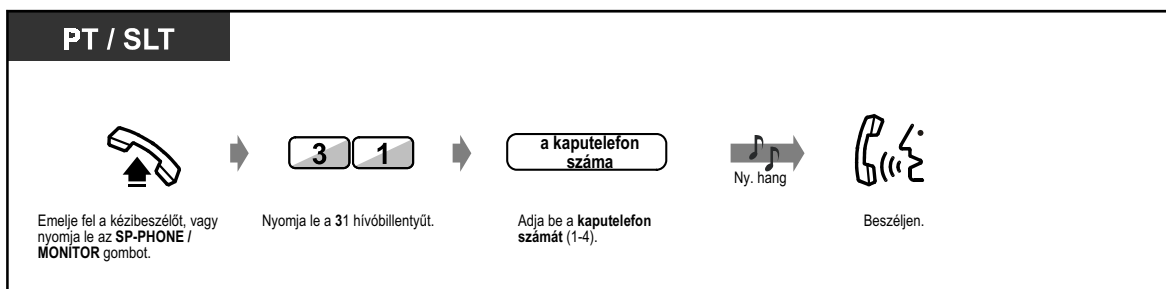 PT / SLT
3 1
a kaputelefon
száma
Ny. hang
Emelje fel a kézibeszélőt, vagy
nyomja le az SP-PHONE /
MONITOR gombot.
Nyomja le a 31 hívóbillentyűt.
Adja be a kaputelefon
számát (1-4).
Beszéljen.